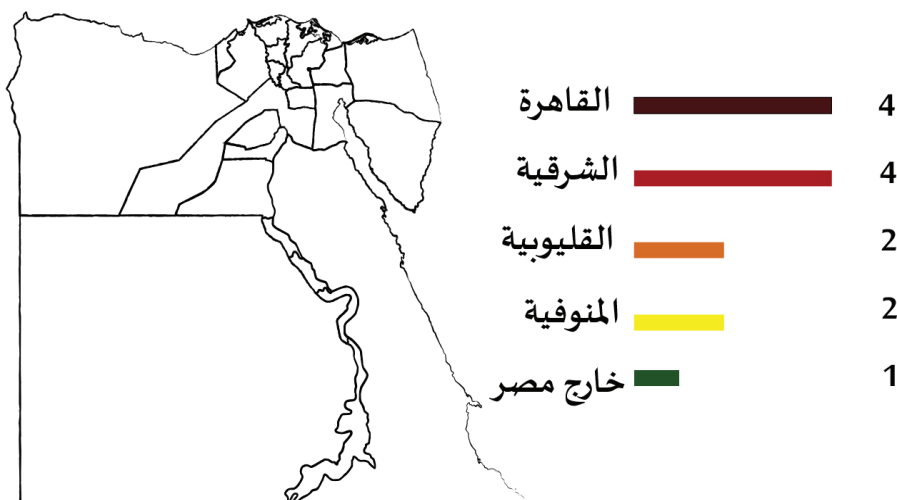 القاهرة 4
الشرقية 4
القليوبية 2
المنوفية 2
خارج مصر 1